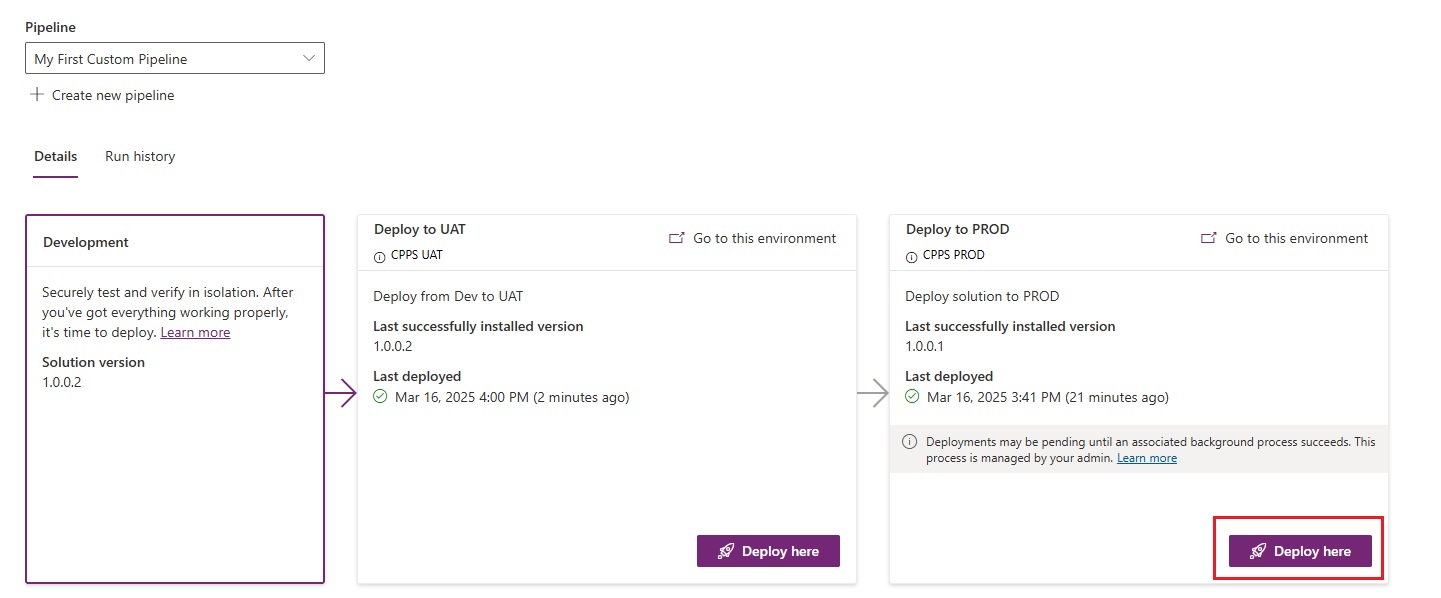 Pipeline
My First Custom Pipeline
Create new pipeline
Details
Run history
Development
Securely test and verify in isolation. After
you've got everything working properly,
it's time to deploy. Learn more
Solution version
1.0.0.2
Deploy to UAT
CPPS UAT
Go to this environment
Deploy from Dev to UAT
Last successfully installed version
1.0.0.2
Last deployed
Mar 16, 2025 4:00 PM (2 minutes ago)
Deploy here
Deploy to PROD
CPPS PROD
Go to this environment
Deploy solution to PROD
Last successfully installed version
1.0.0.1
Last deployed
Mar 16, 2025 3:41 PM (21 minutes ago)
Deployments may be pending until an associated background process succeeds. This
process is managed by your admin. Learn more
Deploy here